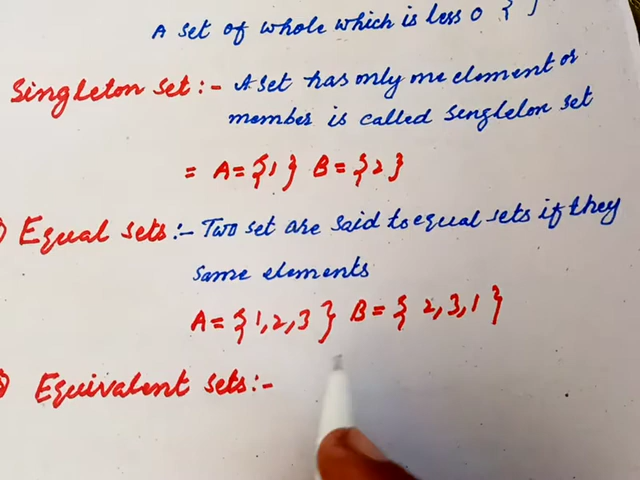 A set of whole which is less 0 { }
Singleton set:- A set has only one element or
member is called singleton set
= A={1} B={2}
) Equal sets:- Two set are said to equal sets if they
same elements
A={1,2,3} B={2,3,1}
) Equivalent sets:-